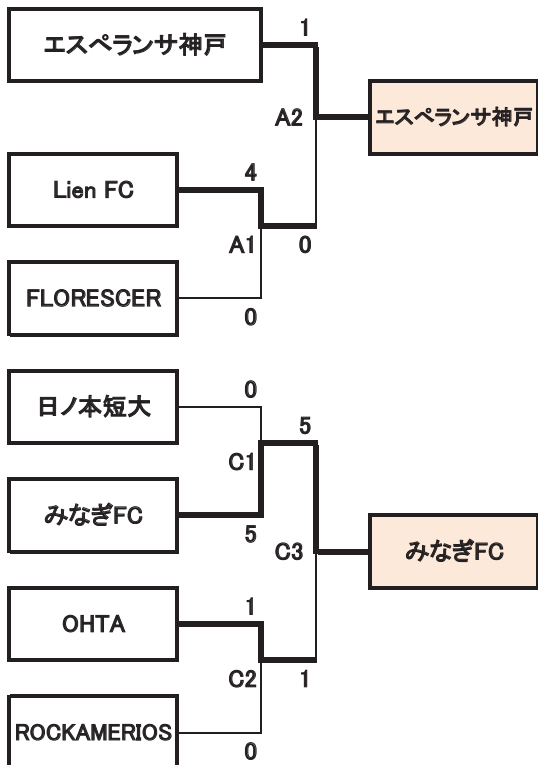 エスペランサ神戸
1
A2
エスペランサ神戸
Lien FC
4
A1
0
FLORESCER
0
日ノ本短大
0
5
C1
みなぎFC
5
C3
みなぎFC
OHTA
1
C2
1
ROCKAMERIOS
0